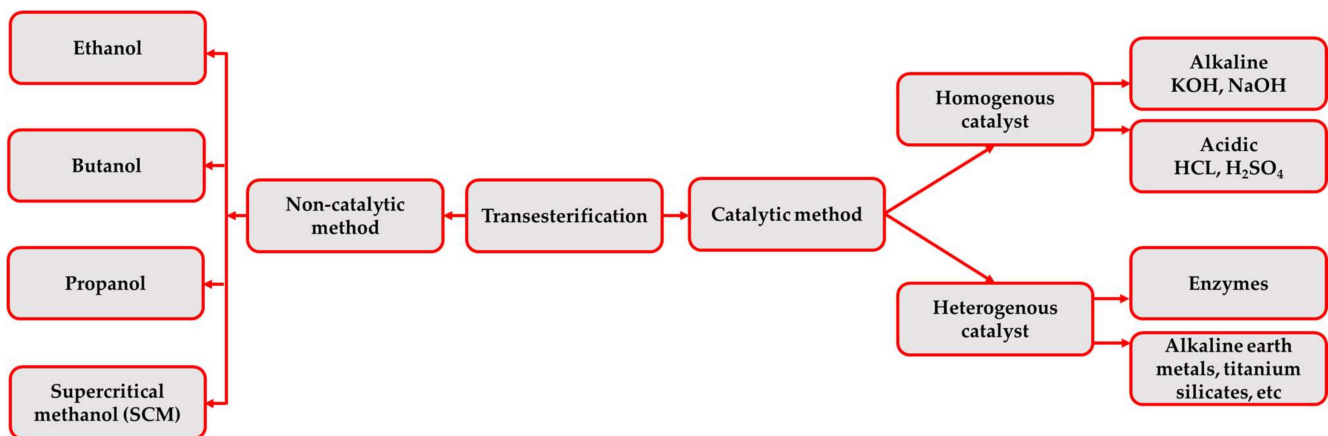 Ethanol
Butanol
Propanol
Supercritical
methanol (SCM)
Non-catalytic
method
Transesterification
Catalytic method
Homogenous
catalyst
Heterogenous
catalyst
Alkaline
KOH, NaOH
Acidic
HCL, H₂SO₄
Enzymes
Alkaline earth
metals, titanium
silicates, etc